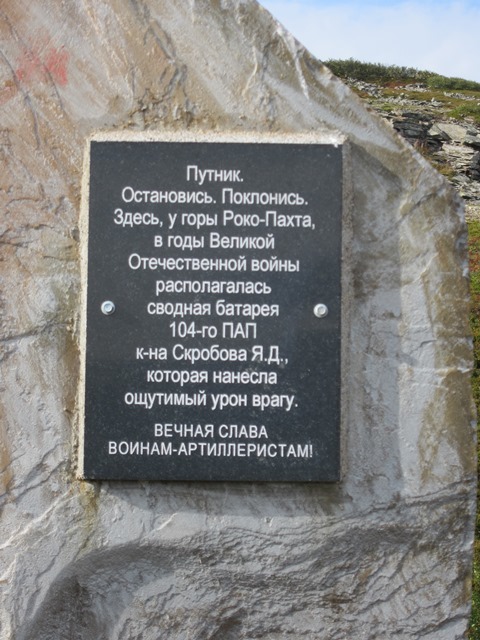 Путник.
Остановись. Поклонись.
Здесь, у горы Роко-Пахта,
в годы Великой
Отечественной войны
располагалась
сводная батарея
104-го ПАП
к-на Скробова Я.Д.,
которая нанесла
ощутимый урон врагу.
ВЕЧНАЯ СЛАВА
ВОИНАМ-АРТИЛЛЕРИСТАМ!